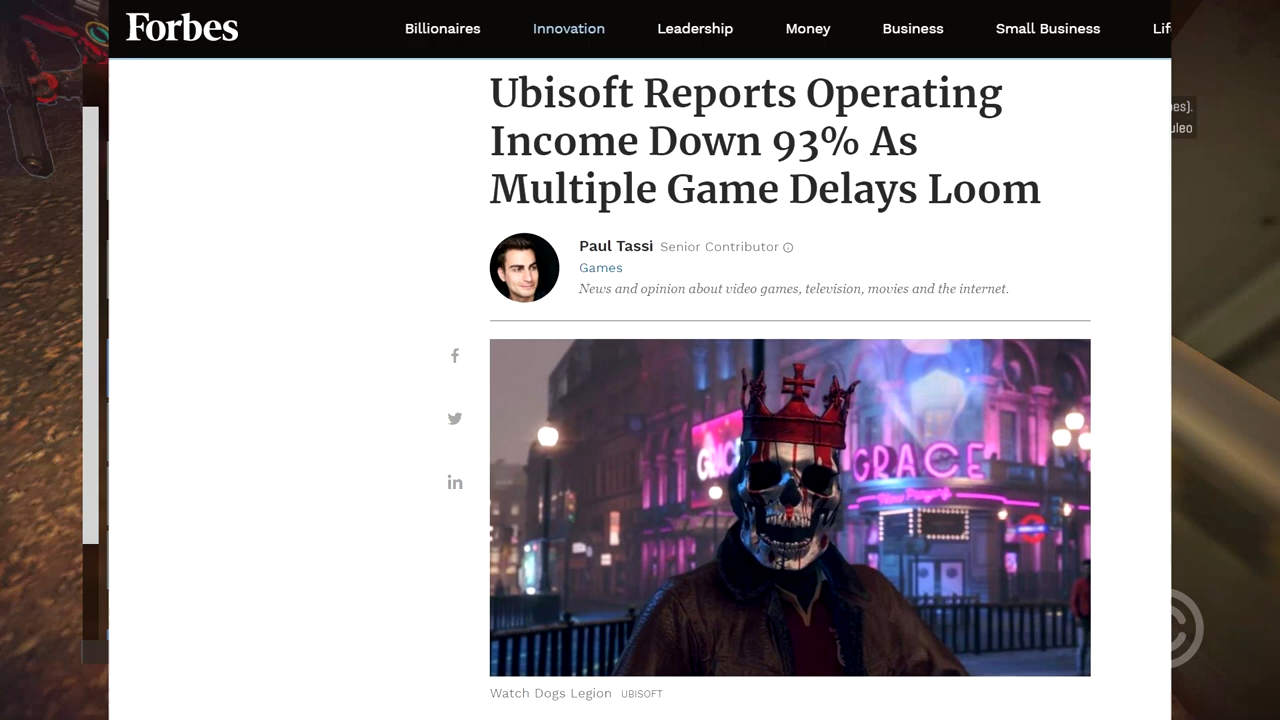 Forbes
Billionaires Innovation Leadership Money Business Small Business
Ubisoft Reports Operating
Income Down 93% As
Multiple Game Delays Loom
Paul Tassi Senior Contributor
Games
News and opinion about video games, television, movies and the internet.
GRACE
Watch Dogs Legion UBISOFT